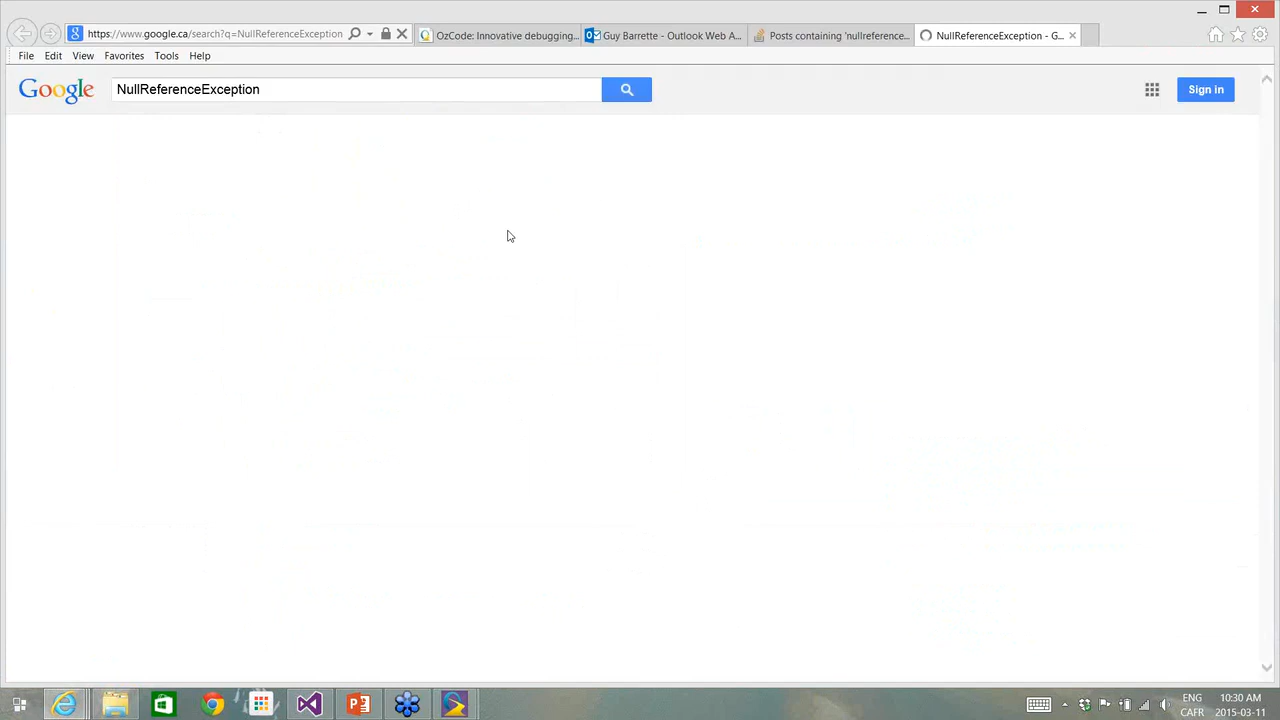 https://www.google.ca/search?q=NullReferenceException
OzCode: Innovative debugging...
Guy Barrette - Outlook Web A...
Posts containing 'nullreference...
NullReferenceException - G...
File Edit View Favorites Tools Help
Google
NullReferenceException
Sign in
ENG
CAFR
10:30 AM
2015-03-11